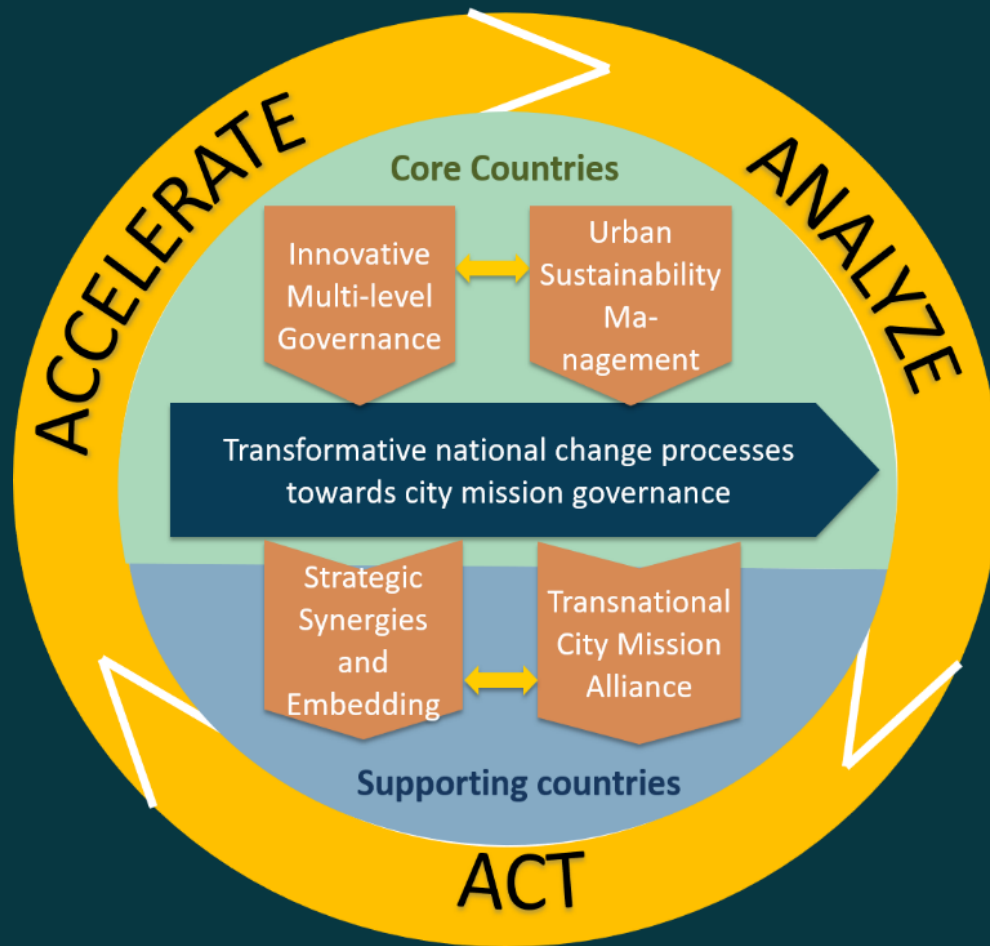 ACCELERATE
ANALYZE
Core Countries
Innovative
Multi-level
Governance
Urban
Sustainability
Ma-
nagement
Transformative national change processes
towards city mission governance
Strategic
Synergies
and
Embedding
Transnational
City Mission
Alliance
Supporting countries
ACT